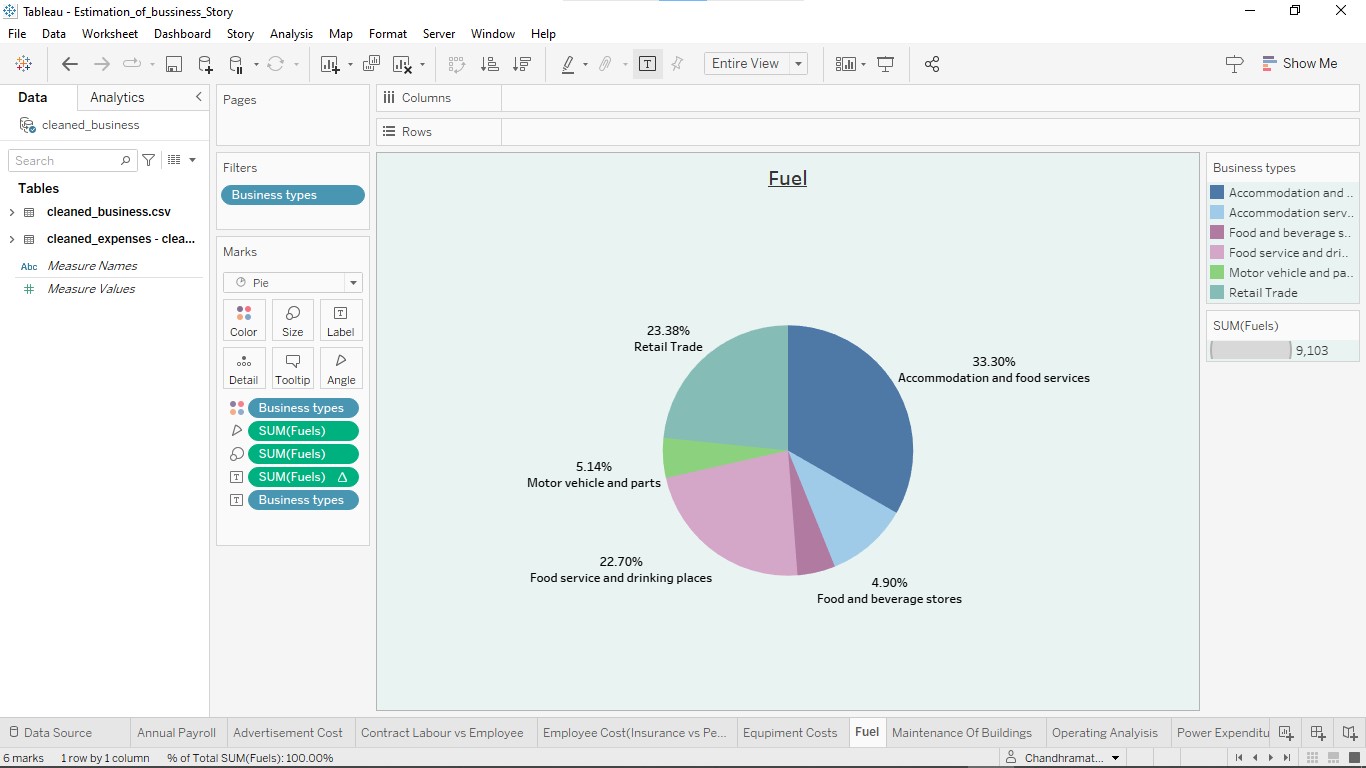 Tableau - Estimation_of_bussiness_Story
File Data Worksheet Dashboard Story Analysis Map Format Server Window Help
Entire View
Show Me
Data Analytics
cleaned_business
Search
Tables
cleaned_business.csv
cleaned_expenses - clea...
Abc Measure Names
# Measure Values
Pages
Columns
Rows
Filters
Business types
Marks
Pie
Color Size Label
Detail Tooltip Angle
Business types
SUM(Fuels)
SUM(Fuels)
T SUM(Fuels) Δ
T Business types
Fuel
23.38%
Retail Trade
33.30%
Accommodation and food services
5.14%
Motor vehicle and parts
22.70%
Food service and drinking places
4.90%
Food and beverage stores
Business types
Accommodation and ..
Accommodation serv..
Food and beverage s..
Food service and dri..
Motor vehicle and pa..
Retail Trade
SUM(Fuels)
9,103
Data Source Annual Payroll Advertisement Cost Contract Labour vs Employee Employee Cost(Insurance vs Pe... Equpiment Costs Fuel Maintenance Of Buildings Operating Analyisis Power Expenditu
6 marks 1 row by 1 column % of Total SUM(Fuels): 100.00% Chandhramat...